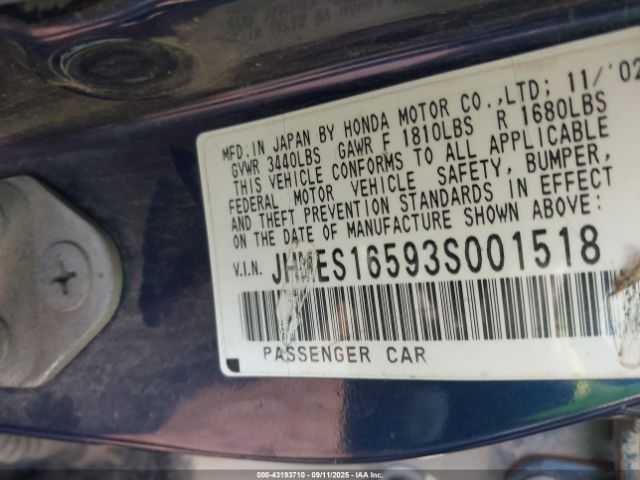 MFD. IN JAPAN BY HONDA MOTOR CO.,LTD; 11/'02
GVWR 3440LBS GAWR F 1810LBS R 1680LBS
THIS VEHICLE CONFORMS TO ALL APPLICABLE
FEDERAL MOTOR VEHICLE SAFETY, BUMPER,
AND THEFT PREVENTION STANDARDS IN EFFECT
ON THE DATE OF MANUFACTURE SHOWN ABOVE:
V.I.N. JHMES16593S001518
PASSENGER CAR
000-43193710 - 09/11/2025 - IAA Inc.